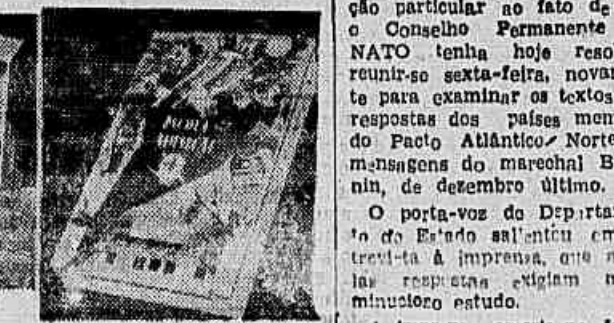 ção particular ao fato de
o Conselho Permanente
NATO tenha hoje reso
reunir-so sexta-feira, nova
te para examinar os textos
respostas dos países mem
do Pacto Atlântico Norte
mensagens do marechal B
nin, de dezembro último.
O porta-voz do Departa
to do Estado salientou em
trevista à imprensa, que a
las respostas exigiam
minucioso estudo.